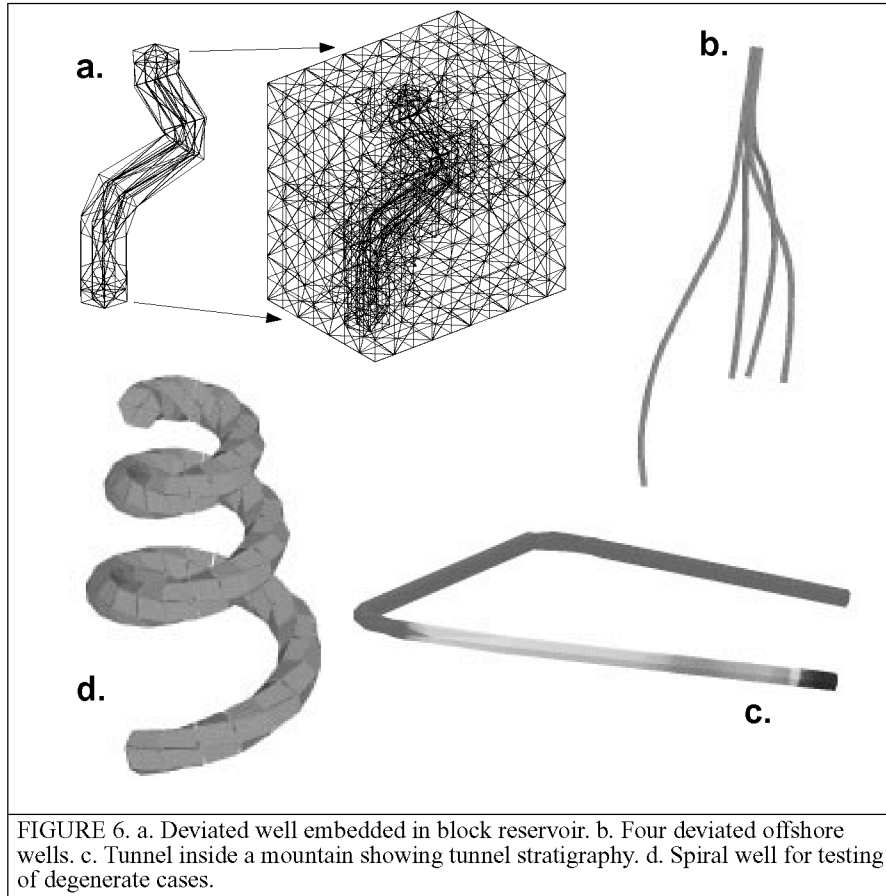 a.
b.
d.
c.
FIGURE 6. a. Deviated well embedded in block reservoir. b. Four deviated offshore
wells. c. Tunnel inside a mountain showing tunnel stratigraphy. d. Spiral well for testing
of degenerate cases.